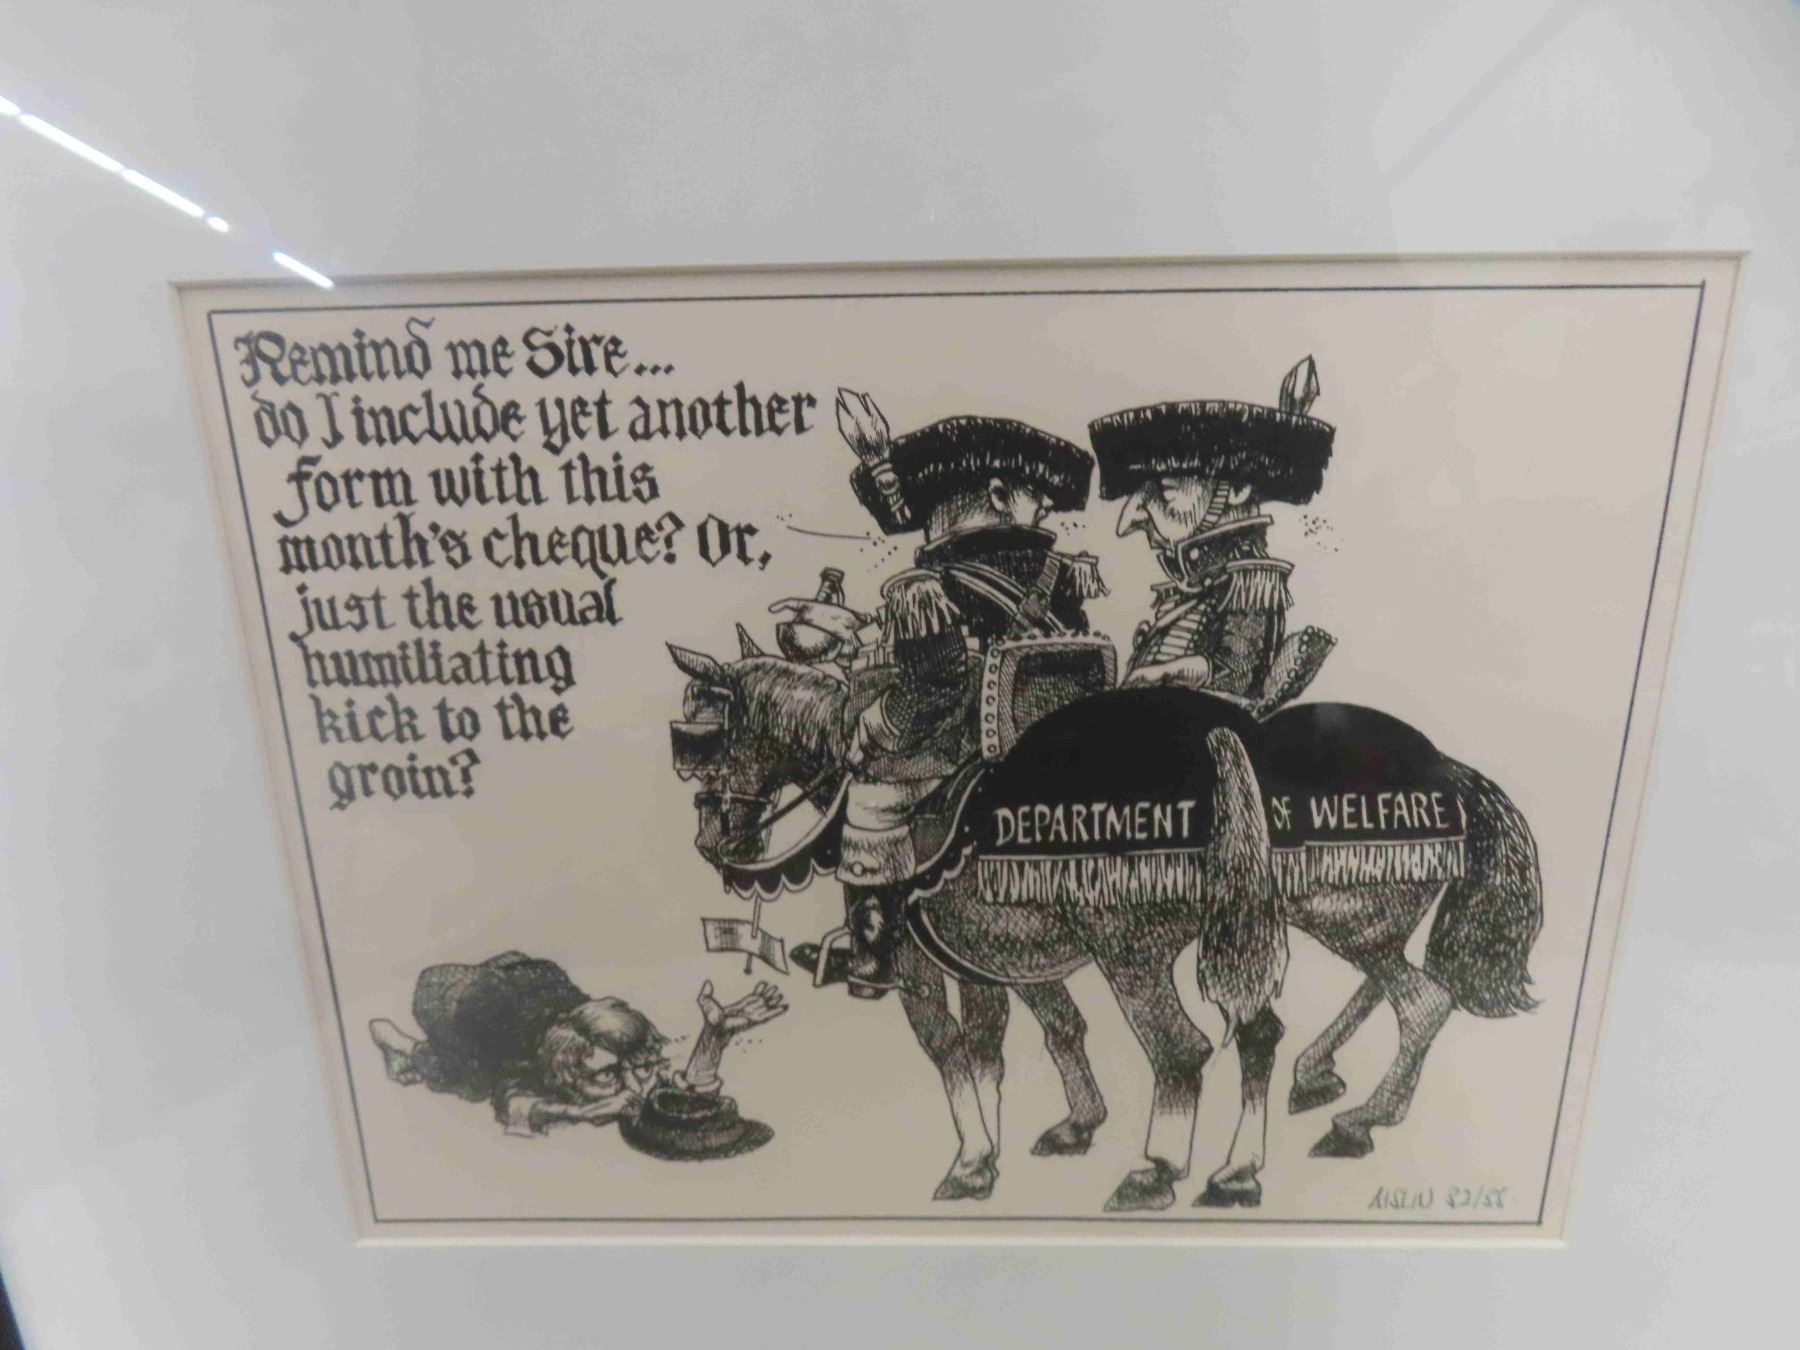 Remind me Sire...
do I include yet another
form with this
month's cheque? Or,
just the usual
humiliating
kick to the
groin?
DEPARTMENT OF WELFARE
AISLIN